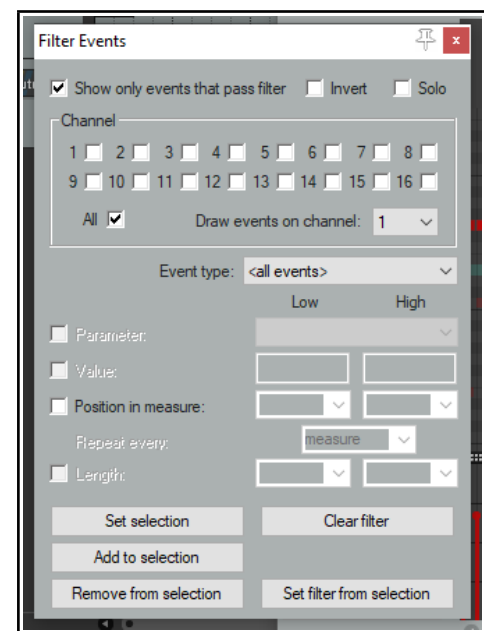 Filter Events
Show only events that pass filter Invert Solo
Channel
1 2 3 4 5 6 7 8
9 10 11 12 13 14 15 16
All Draw events on channel: 1
Event type: <all events>
Low High
Parameter:
Value:
Position in measure:
Repeat every: measure
Length:
Set selection Clear filter
Add to selection
Remove from selection Set filter from selection